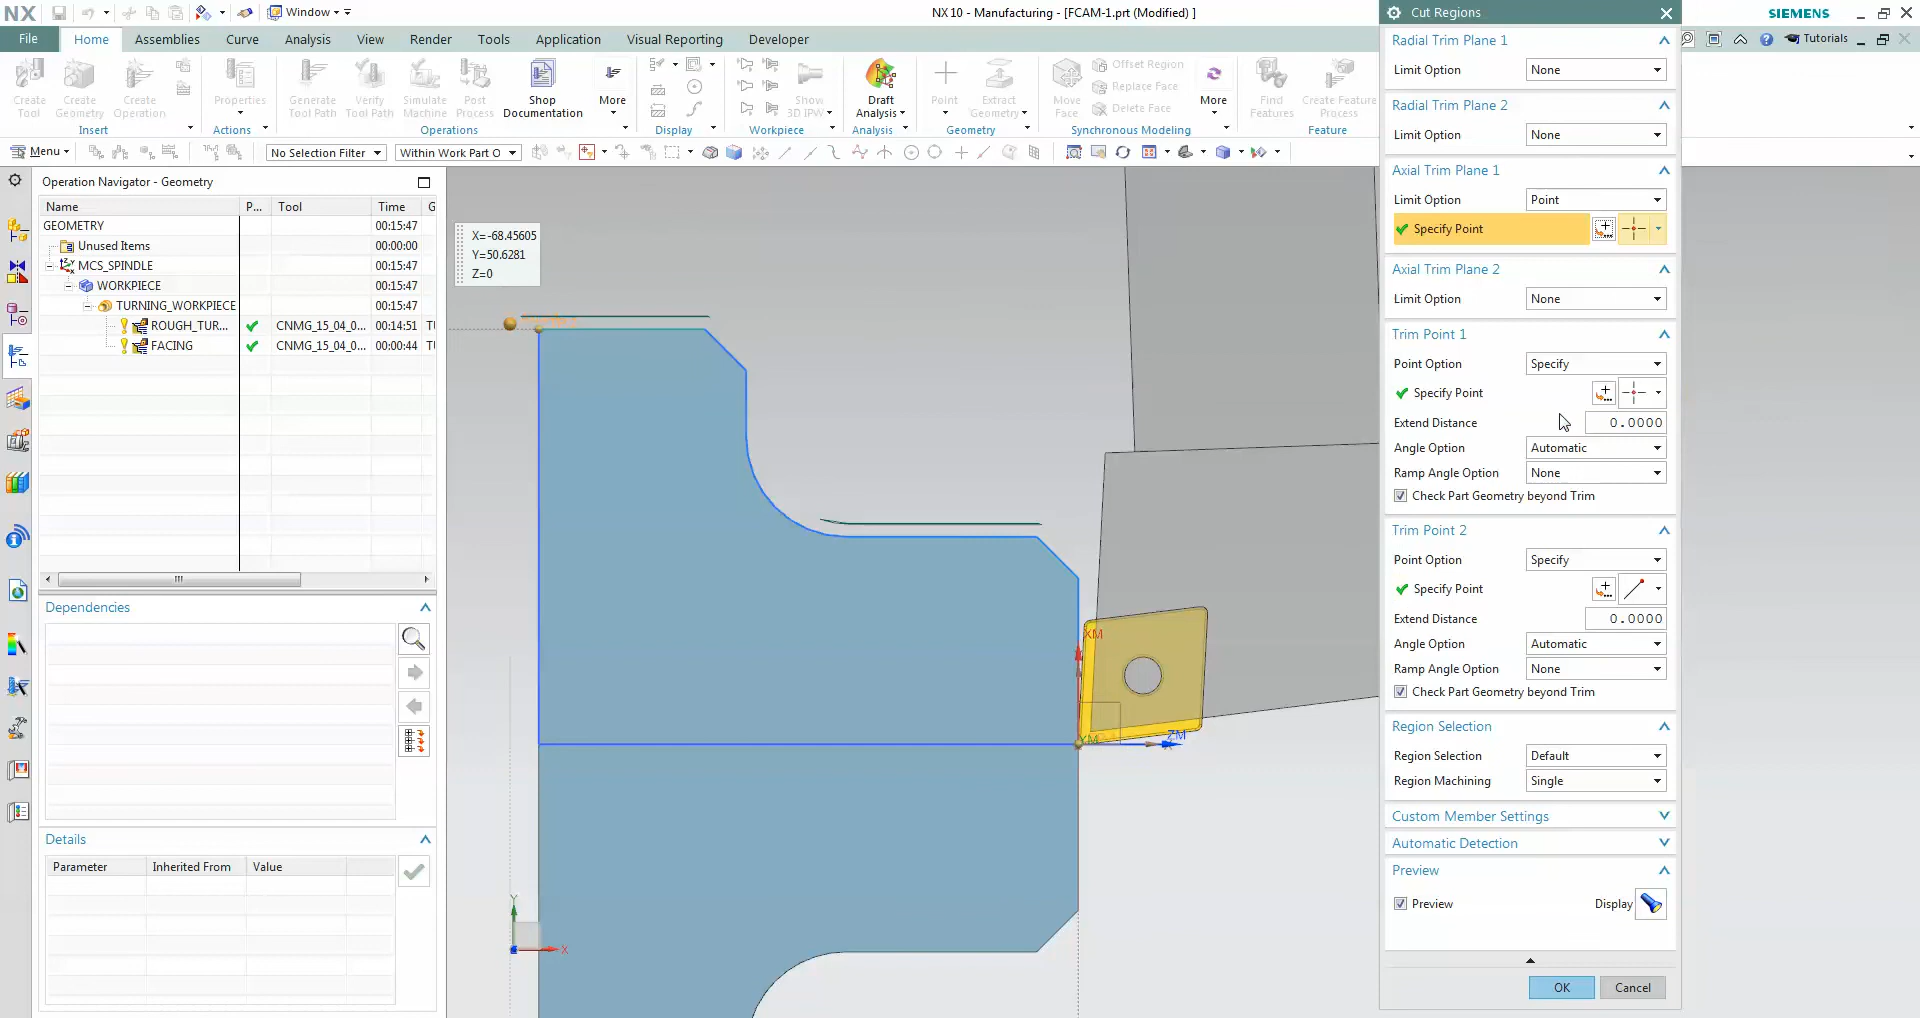 NX
Window
NX 10 - Manufacturing - [FCAM-1.prt (Modified) ]
SIEMENS
File
Home
Assemblies
Curve
Analysis
View
Render
Tools
Application
Visual Reporting
Developer
Tutorials
Create Tool
Create Geometry
Create Operation
Insert
Properties
Actions
Generate Tool Path
Verify Tool Path
Simulate Machine
Post Process
Shop Documentation
More
Operations
Display
Show 3D IPW
Workpiece
Draft Analysis
Analysis
Point
Extract Geometry
Geometry
Move Face
Offset Region
Replace Face
Delete Face
More
Synchronous Modeling
Find Features
Create Feature Process
Feature
Menu
No Selection Filter
Within Work Part O
Operation Navigator - Geometry
Name P... Tool Time G
GEOMETRY 00:15:47
Unused Items 00:00:00
MCS_SPINDLE 00:15:47
WORKPIECE 00:15:47
TURNING_WORKPIECE 00:15:47
ROUGH_TUR... CNMG_15_04_0... 00:14:51
FACING CNMG_15_04_0... 00:00:44
Dependencies
Details
Parameter Inherited From Value
X=-68.45605
Y=50.6281
Z=0
XM
YM
ZM
Y
X
Cut Regions
Radial Trim Plane 1
Limit Option None
Radial Trim Plane 2
Limit Option None
Axial Trim Plane 1
Limit Option Point
Specify Point
Axial Trim Plane 2
Limit Option None
Trim Point 1
Point Option Specify
Specify Point
Extend Distance 0.0000
Angle Option Automatic
Ramp Angle Option None
Check Part Geometry beyond Trim
Trim Point 2
Point Option Specify
Specify Point
Extend Distance 0.0000
Angle Option Automatic
Ramp Angle Option None
Check Part Geometry beyond Trim
Region Selection
Region Selection Default
Region Machining Single
Custom Member Settings
Automatic Detection
Preview
Preview Display
OK Cancel